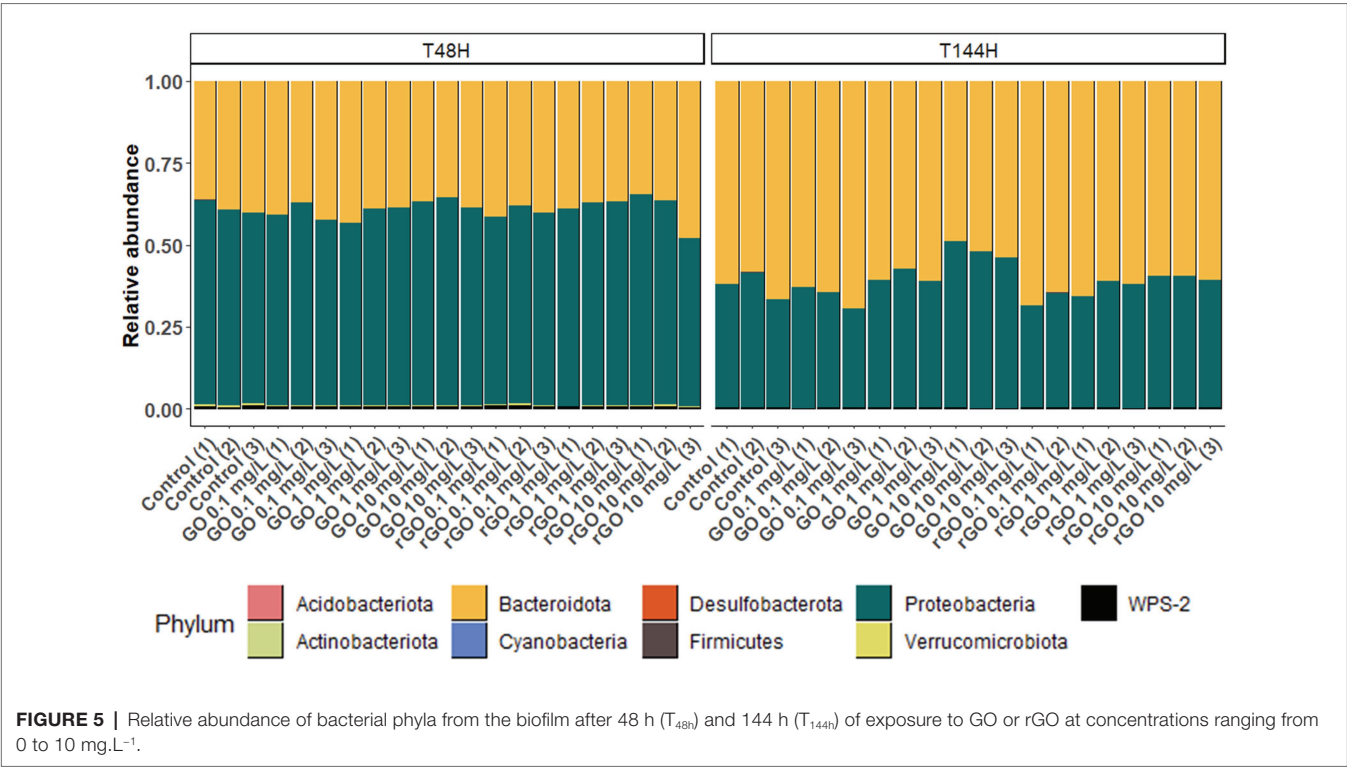 T48H
T144H
Relative abundance
1.00
0.75
0.50
0.25
0.00
Control (1)
Control (2)
Control (3)
GO 0.1 mg/L (1)
GO 0.1 mg/L (2)
GO 0.1 mg/L (3)
GO 1 mg/L (1)
GO 1 mg/L (2)
GO 1 mg/L (3)
GO 10 mg/L (1)
GO 10 mg/L (2)
GO 10 mg/L (3)
rGO 0.1 mg/L (1)
rGO 0.1 mg/L (2)
rGO 0.1 mg/L (3)
rGO 1 mg/L (1)
rGO 1 mg/L (2)
rGO 1 mg/L (3)
rGO 10 mg/L (1)
rGO 10 mg/L (2)
rGO 10 mg/L (3)
Control (1)
Control (2)
Control (3)
GO 0.1 mg/L (1)
GO 0.1 mg/L (2)
GO 0.1 mg/L (3)
GO 1 mg/L (1)
GO 1 mg/L (2)
GO 1 mg/L (3)
GO 10 mg/L (1)
GO 10 mg/L (2)
GO 10 mg/L (3)
rGO 0.1 mg/L (1)
rGO 0.1 mg/L (2)
rGO 1 mg/L (1)
rGO 1 mg/L (2)
rGO 1 mg/L (3)
rGO 10 mg/L (1)
rGO 10 mg/L (2)
rGO 10 mg/L (3)
Phylum
Acidobacteriota
Bacteroidota
Desulfobacterota
Proteobacteria
WPS-2
Actinobacteriota
Cyanobacteria
Firmicutes
Verrucomicrobiota
FIGURE 5 | Relative abundance of bacterial phyla from the biofilm after 48 h (T48h) and 144 h (T144h) of exposure to GO or rGO at concentrations ranging from
0 to 10 mg.L−1.